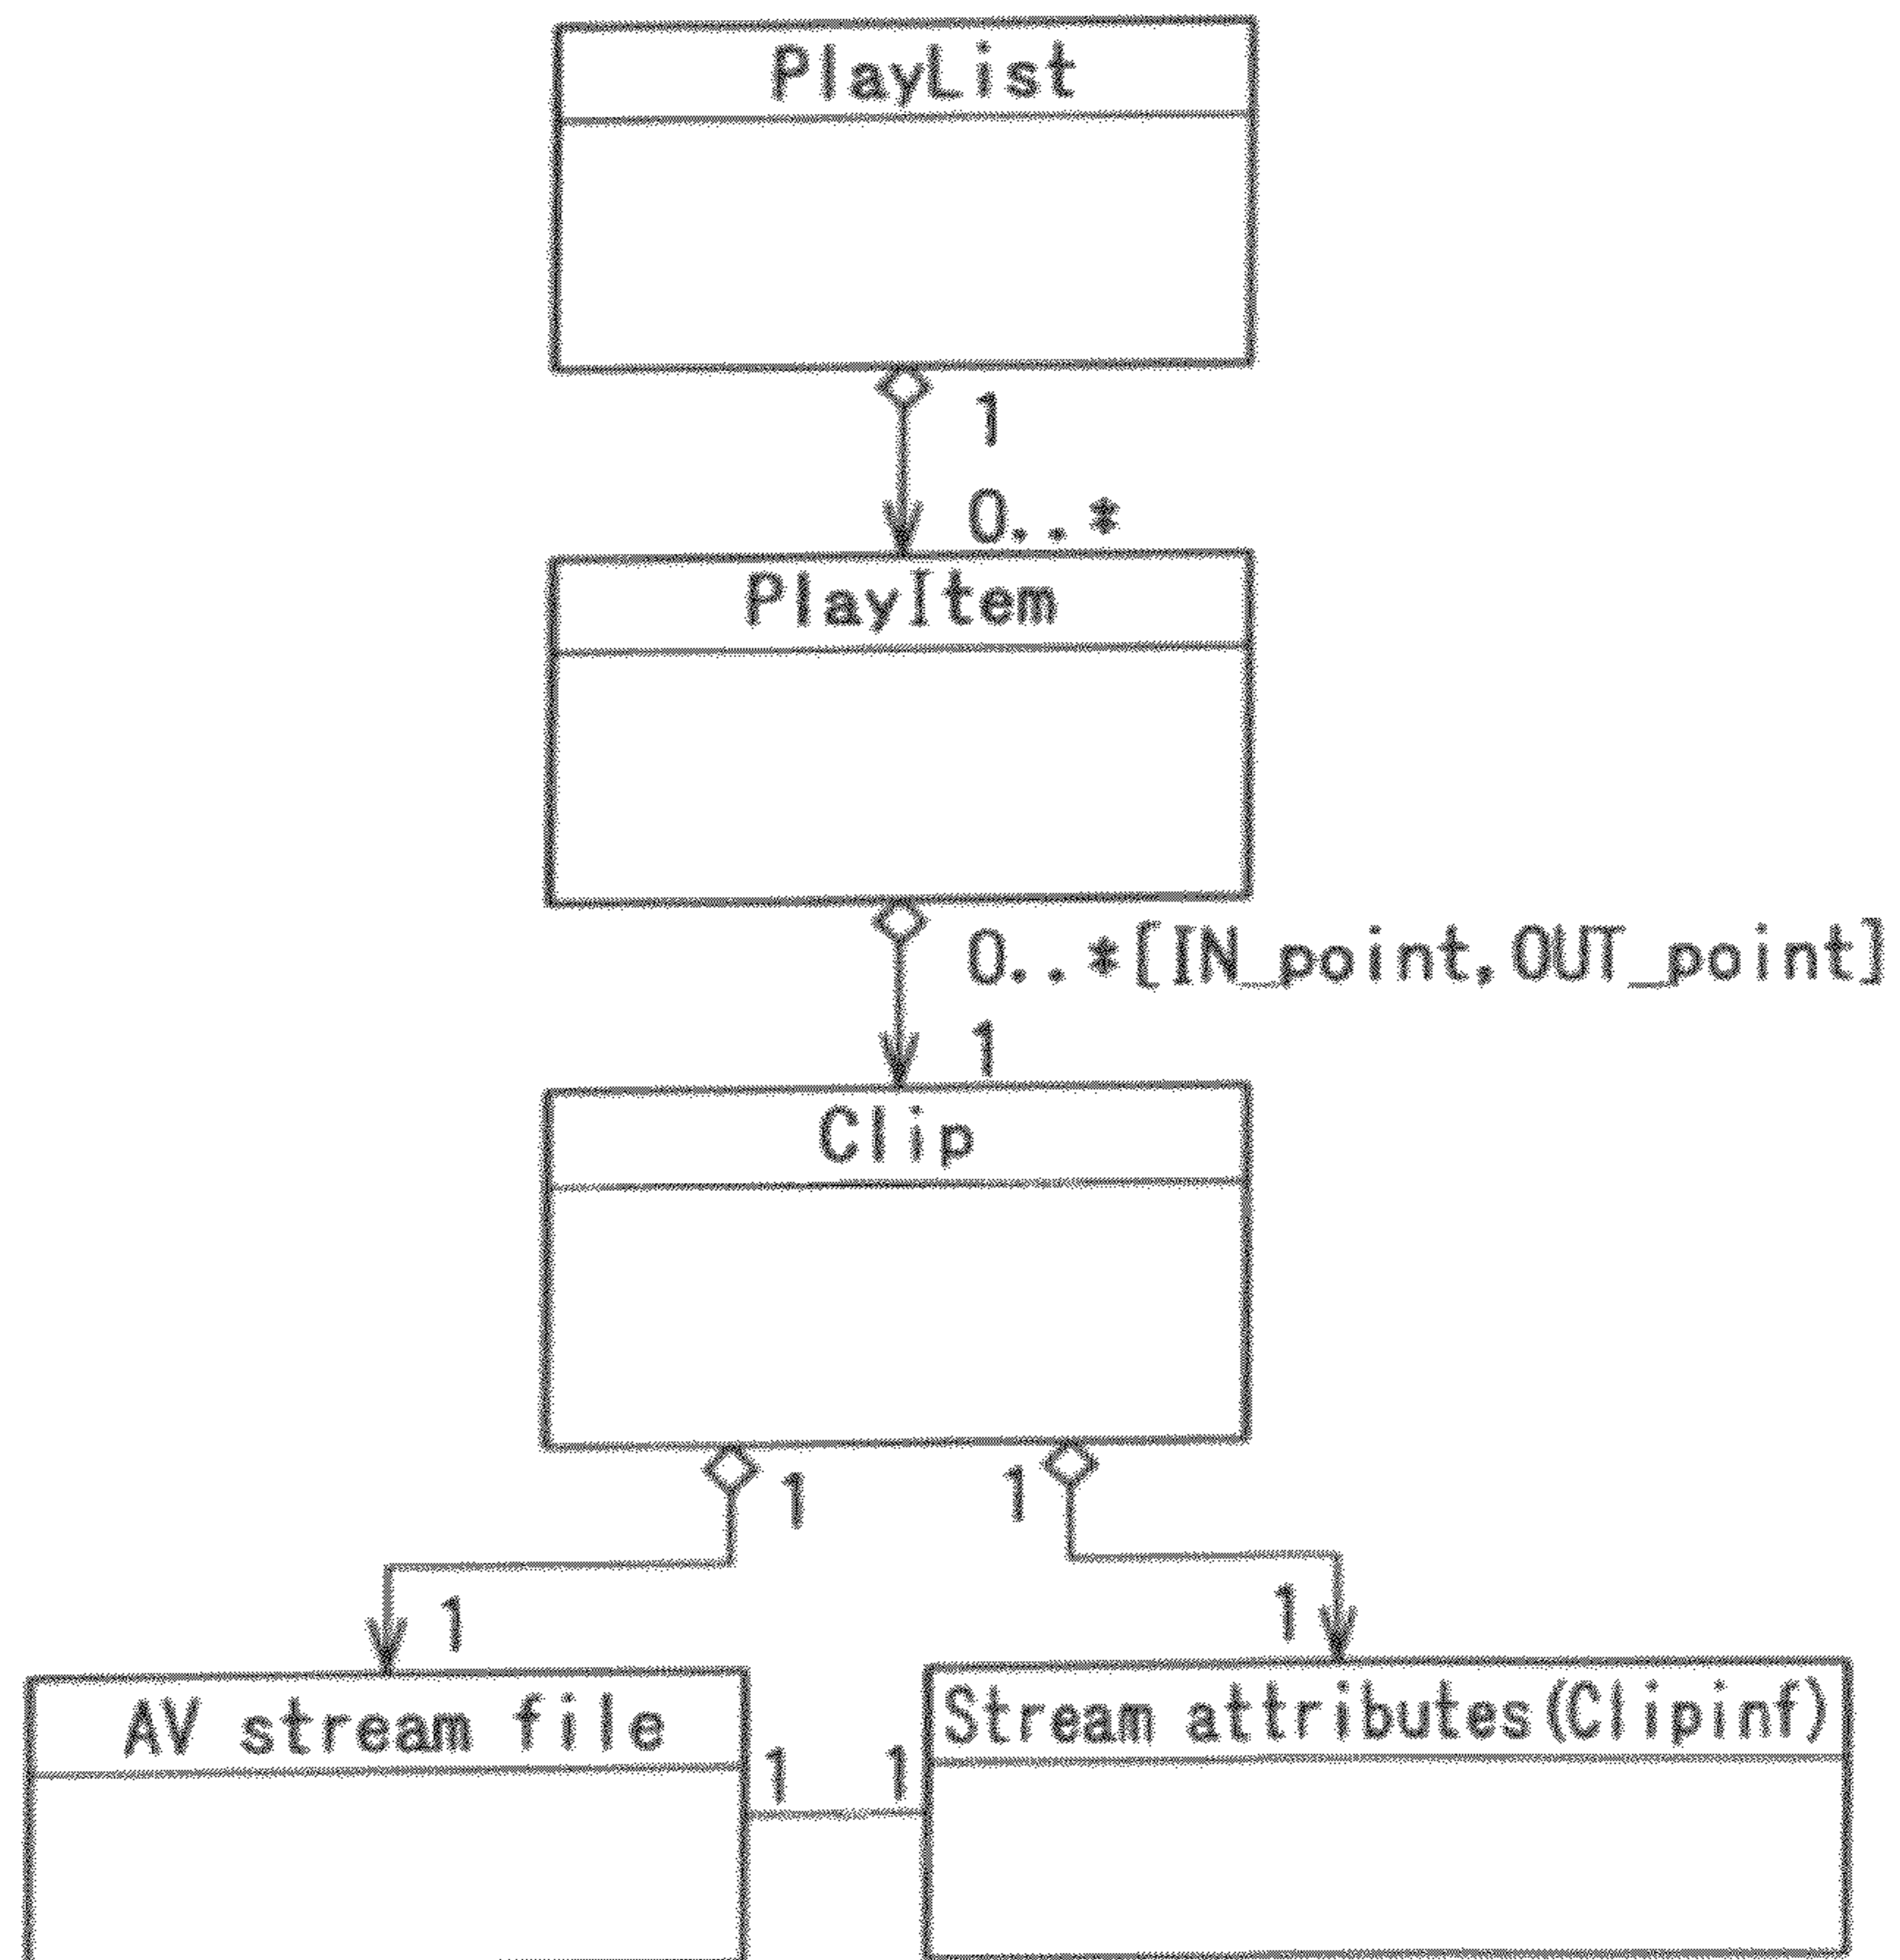 PlayList
1
0..*
PlayItem
0..*[IN_point,OUT_point]
1
Clip
1 1
1 1
AV stream file Stream attributes(Clipinf)
1 1